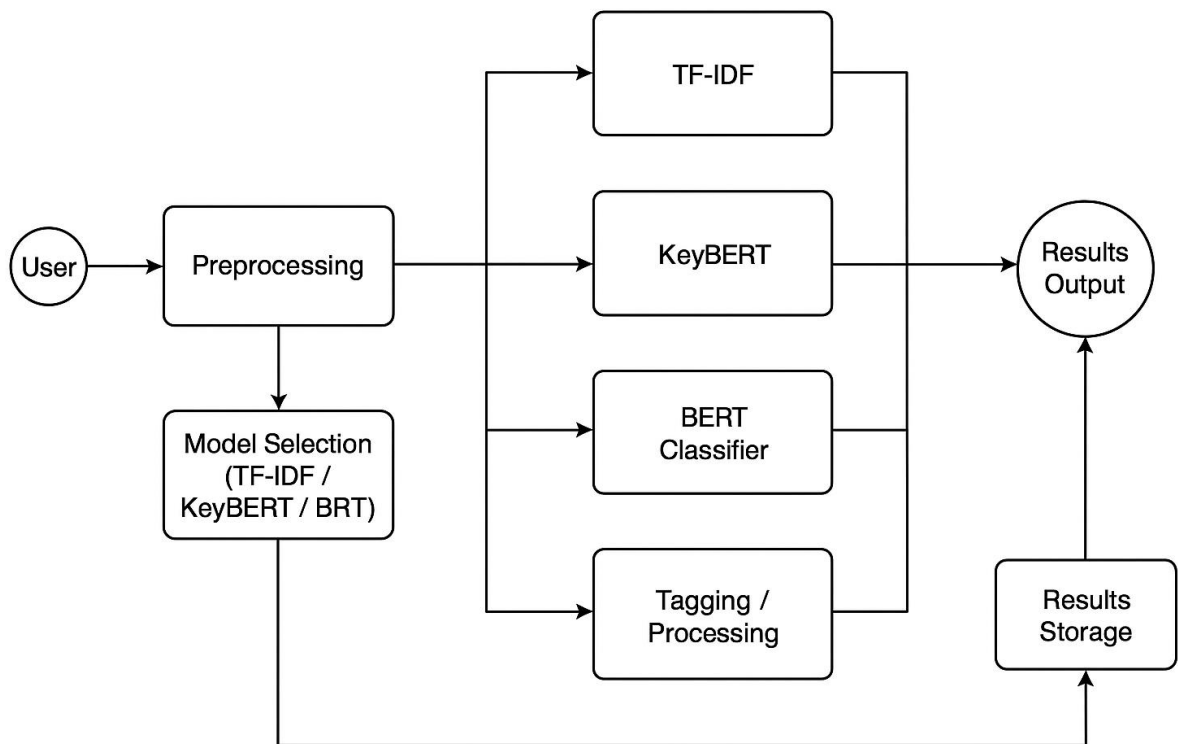 User
Preprocessing
Model Selection
(TF-IDF /
KeyBERT / BRT)
TF-IDF
KeyBERT
BERT
Classifier
Tagging /
Processing
Results
Output
Results
Storage